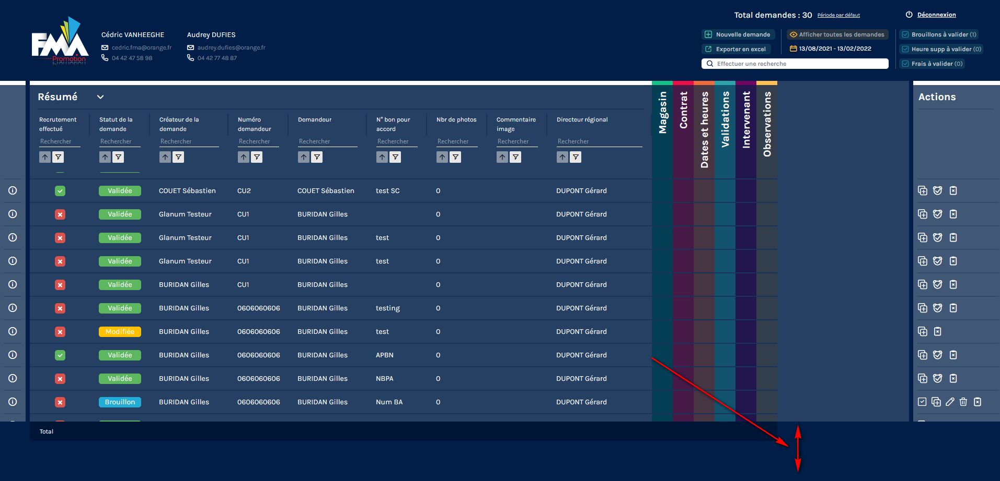 Total demandes : 30 Période par défaut
Déconnexion
FMA
Promotion
Cédric VANHEEGHE
cedric.fma@orange.fr
04 42 47 58 98
Audrey DUFIES
audrey.dufies@orange.fr
04 42 77 48 87
Nouvelle demande
Exporter en excel
Afficher toutes les demandes
13/08/2021 - 13/02/2022
Effectuer une recherche
Brouillons à valider (1)
Heure supp à valider (0)
Frais à valider (0)
Résumé
Magasin
Contrat
Dates et heures
Validations
Intervenant
Observations
Actions
Recrutement effectué
Statut de la demande
Créateur de la demande
Numéro demandeur
Demandeur
N° bon pour accord
Nbr de photos
Commentaire image
Directeur régional
Rechercher Rechercher Rechercher Rechercher Rechercher Rechercher Rechercher Rechercher Rechercher
Validée COUET Sébastien CU2 COUET Sébastien test SC 0 DUPONT Gérard
Validée Glanum Testeur CU1 BURIDAN Gilles 0 DUPONT Gérard
Validée Glanum Testeur CU1 BURIDAN Gilles test 0 DUPONT Gérard
Validée Glanum Testeur CU1 BURIDAN Gilles test 0 DUPONT Gérard
Validée BURIDAN Gilles CU1 BURIDAN Gilles 0 DUPONT Gérard
Validée BURIDAN Gilles 0606060606 BURIDAN Gilles testing 0 DUPONT Gérard
Modifiée BURIDAN Gilles 0606060606 BURIDAN Gilles test 0 DUPONT Gérard
Validée BURIDAN Gilles 0606060606 BURIDAN Gilles APBN 0 DUPONT Gérard
Validée BURIDAN Gilles 0606060606 BURIDAN Gilles NBPA 0 DUPONT Gérard
Brouillon BURIDAN Gilles 0606060606 BURIDAN Gilles Num BA 0 DUPONT Gérard
Total